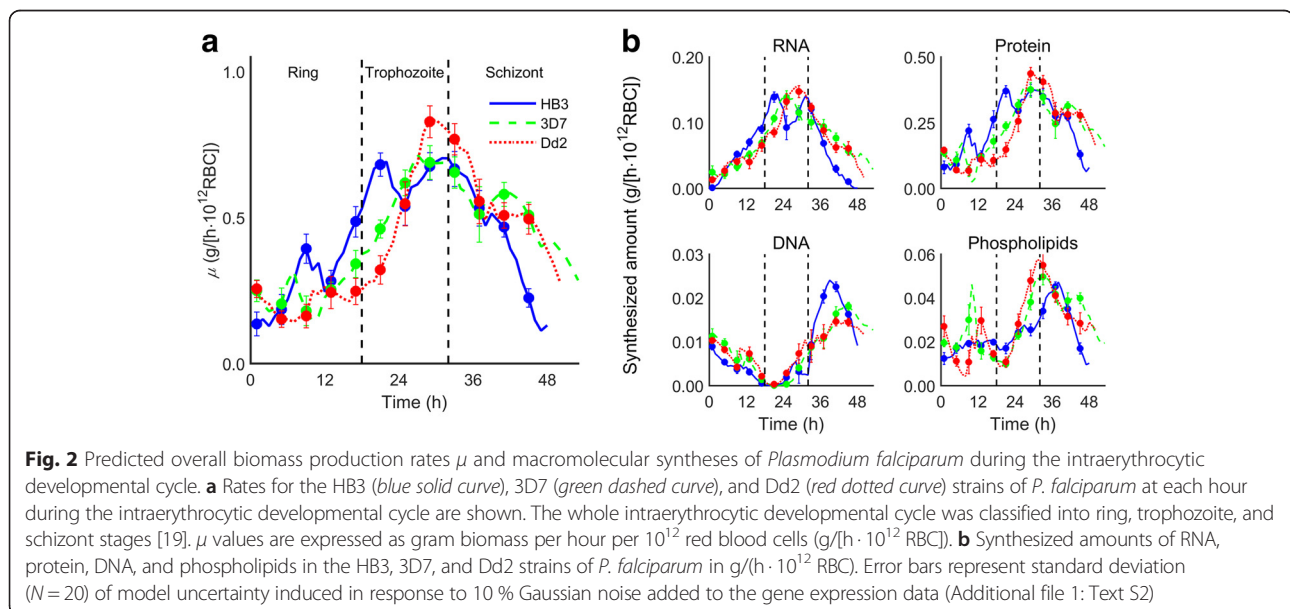 a
1.0
Ring
Trophozoite
Schizont
HB3
3D7
Dd2
μ (g/[h·10¹²RBC])
0.5
0.0
0 12 24 36 48
Time (h)
b
Synthesized amount (g/[h·10¹²RBC])
RNA
0.20
0.10
0.00
0 12 24 36 48
Protein
0.50
0.25
0.00
0 12 24 36 48
DNA
0.03
0.02
0.01
0.00
0 12 24 36 48
Time (h)
Phospholipids
0.06
0.04
0.02
0.00
0 12 24 36 48
Time (h)
Fig. 2 Predicted overall biomass production rates μ and macromolecular syntheses of Plasmodium falciparum during the intraerythrocytic
developmental cycle. a Rates for the HB3 (blue solid curve), 3D7 (green dashed curve), and Dd2 (red dotted curve) strains of P. falciparum at each hour
during the intraerythrocytic developmental cycle are shown. The whole intraerythrocytic developmental cycle was classified into ring, trophozoite, and
schizont stages [19]. μ values are expressed as gram biomass per hour per 10¹² red blood cells (g/[h · 10¹² RBC]). b Synthesized amounts of RNA,
protein, DNA, and phospholipids in the HB3, 3D7, and Dd2 strains of P. falciparum in g/(h · 10¹² RBC). Error bars represent standard deviation
(N = 20) of model uncertainty induced in response to 10 % Gaussian noise added to the gene expression data (Additional file 1: Text S2)